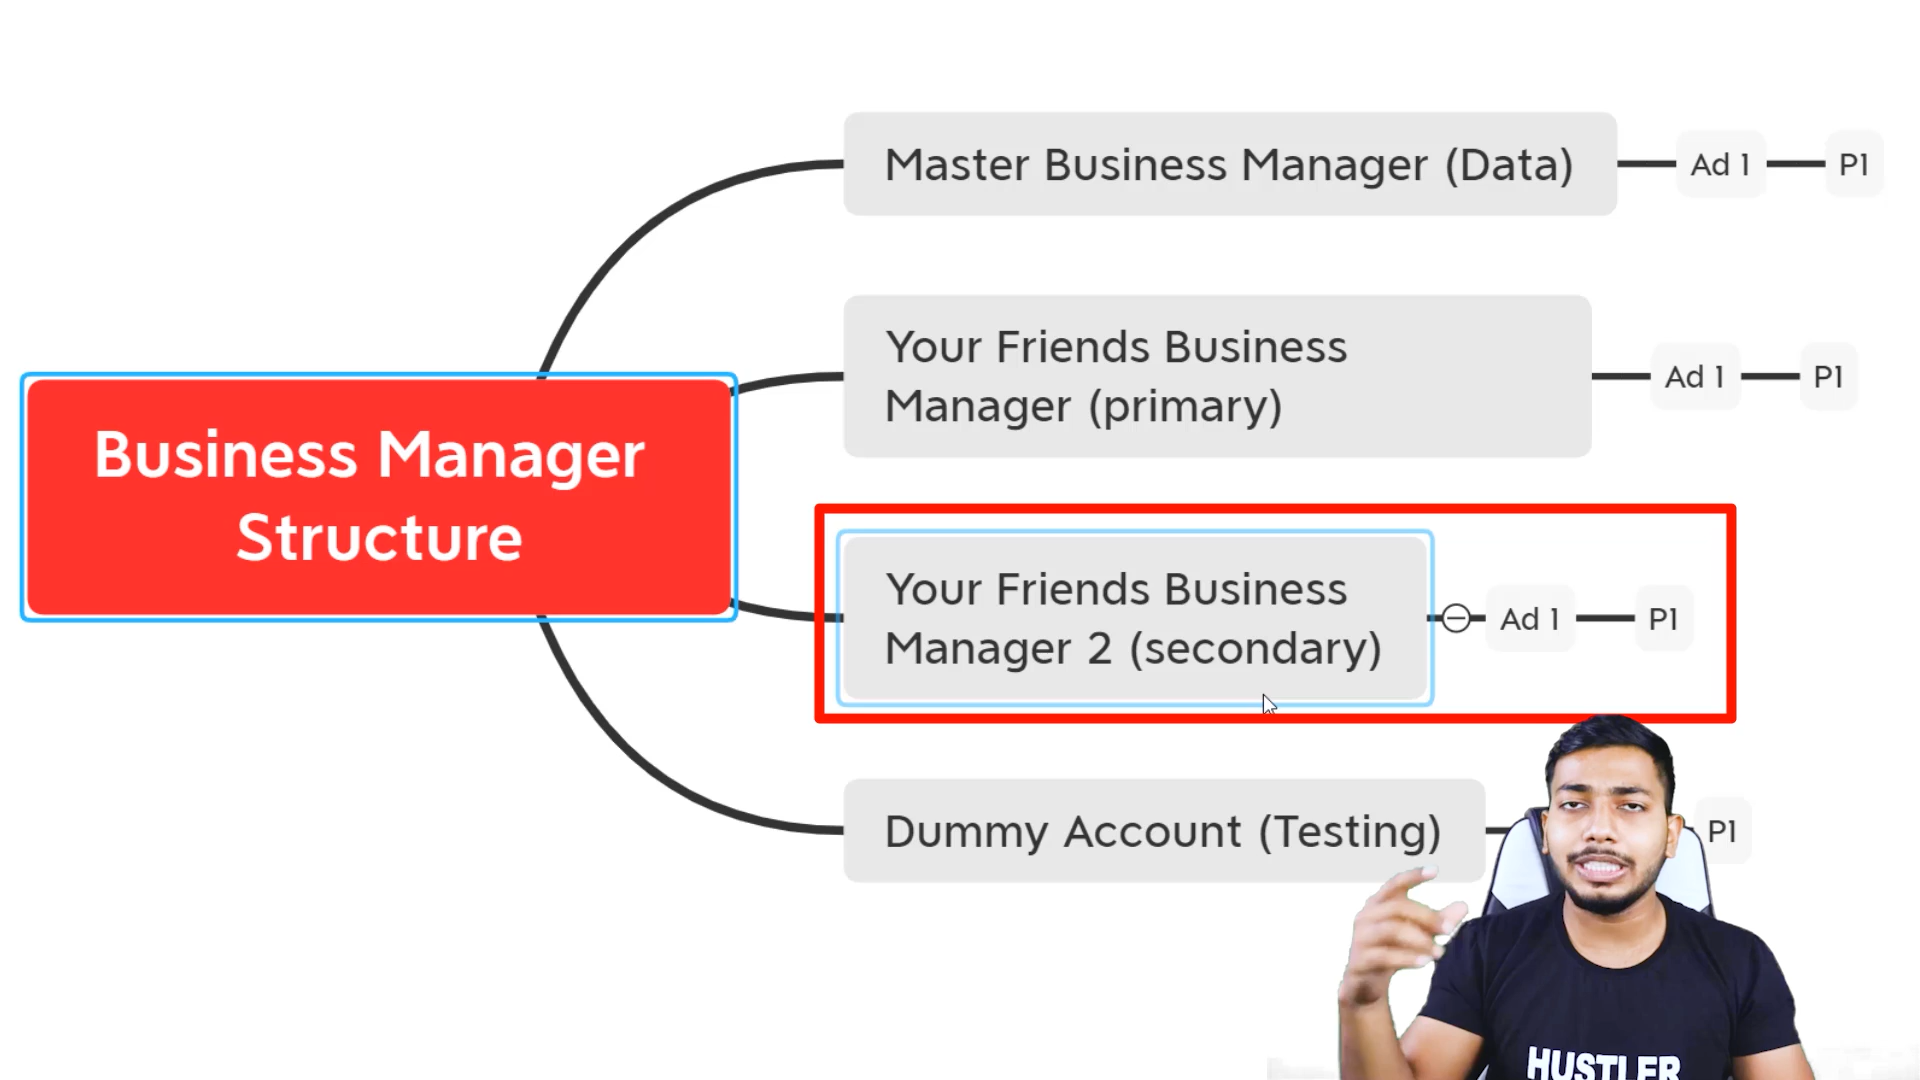 Master Business Manager (Data)
Ad 1
P1
Your Friends Business
Manager (primary)
Ad 1
P1
Business Manager
Structure
Your Friends Business
Manager 2 (secondary)
Ad 1
P1
Dummy Account (Testing)
P1
HUSTLER